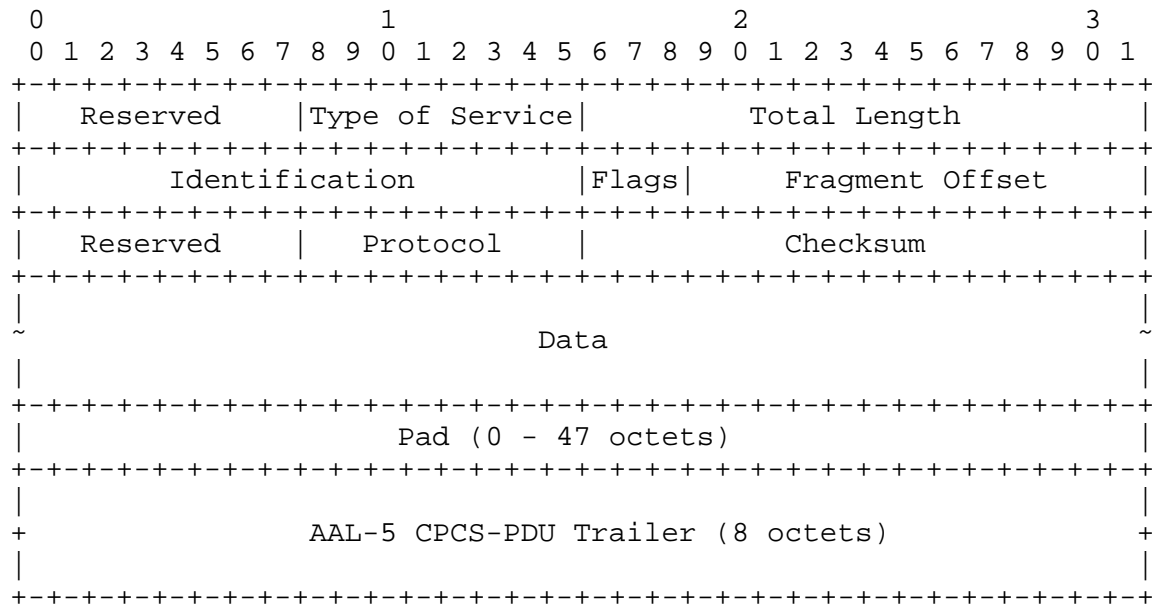 0                   1                   2                   3
 0 1 2 3 4 5 6 7 8 9 0 1 2 3 4 5 6 7 8 9 0 1 2 3 4 5 6 7 8 9 0 1
+-+-+-+-+-+-+-+-+-+-+-+-+-+-+-+-+-+-+-+-+-+-+-+-+-+-+-+-+-+-+-+-+
|   Reserved    |Type of Service|         Total Length          |
+-+-+-+-+-+-+-+-+-+-+-+-+-+-+-+-+-+-+-+-+-+-+-+-+-+-+-+-+-+-+-+-+
|        Identification         |Flags|     Fragment Offset     |
+-+-+-+-+-+-+-+-+-+-+-+-+-+-+-+-+-+-+-+-+-+-+-+-+-+-+-+-+-+-+-+-+
|   Reserved    |   Protocol    |           Checksum            |
+-+-+-+-+-+-+-+-+-+-+-+-+-+-+-+-+-+-+-+-+-+-+-+-+-+-+-+-+-+-+-+-+
|                                                               |
~                             Data                              ~
|                                                               |
+-+-+-+-+-+-+-+-+-+-+-+-+-+-+-+-+-+-+-+-+-+-+-+-+-+-+-+-+-+-+-+-+
|                     Pad (0 - 47 octets)                       |
+-+-+-+-+-+-+-+-+-+-+-+-+-+-+-+-+-+-+-+-+-+-+-+-+-+-+-+-+-+-+-+-+
|                                                               |
+                AAL-5 CPCS-PDU Trailer (8 octets)              +
|                                                               |
+-+-+-+-+-+-+-+-+-+-+-+-+-+-+-+-+-+-+-+-+-+-+-+-+-+-+-+-+-+-+-+-+